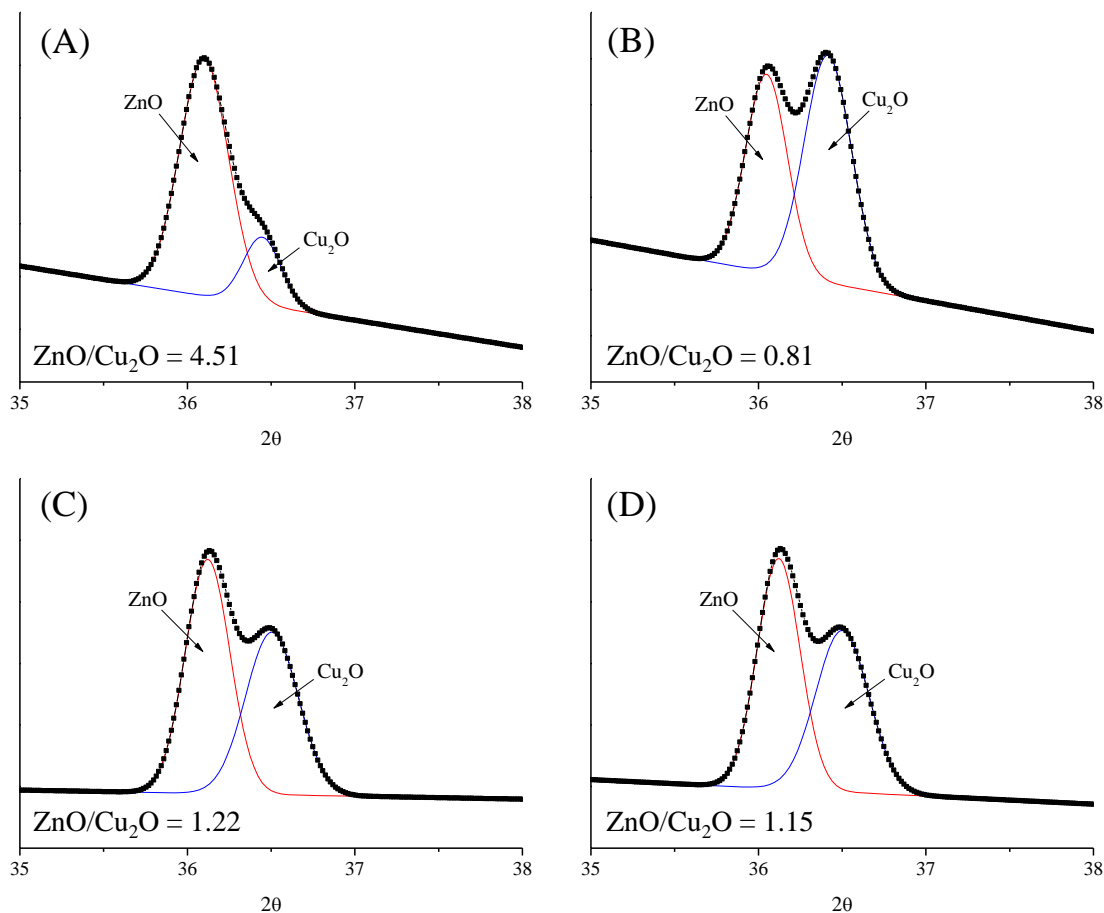 (A)
ZnO
Cu₂O
ZnO/Cu₂O = 4.51
35 36 37 38
2θ
(B)
ZnO
Cu₂O
ZnO/Cu₂O = 0.81
35 36 37 38
2θ
(C)
ZnO
Cu₂O
ZnO/Cu₂O = 1.22
35 36 37 38
2θ
(D)
ZnO
Cu₂O
ZnO/Cu₂O = 1.15
35 36 37 38
2θ